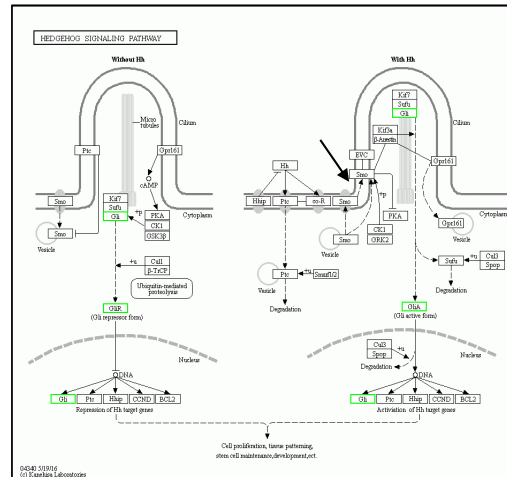 HEDGEHOG SIGNALING PATHWAY
Without Hh
With Hh
Ptc
Micro
tubules
Cilium
Gpr161
cAMP
Kif7
Sufu
Gli
+p
PKA
CK1
GSK3β
Cytoplasm
Smo
Smo
Vesicle
+u
Cul1
β-TrCP
Ubiquitin-mediated
proteolysis
GliR
(Gli repressor form)
Nucleus
DNA
Gli
Ptc
Hhip
CCND
BCL2
Repression of Hh target genes
Kif7
Sufu
Gli
Cilium
Kif3a
β-Arrestin
EVC
Smo
Gpr161
Hh
Hhip
Ptc
co-R
Smo
+p
PKA
Cytoplasm
CK1
GRK2
Smo
Vesicle
Gpr161
Vesicle
Ptc
+u
Smurf1/2
Vesicle
Degradation
Sufu
+u
Cul3
Spop
Degradation
GliA
(Gli active form)
Cul3
Spop
+u
Degradation
Nucleus
DNA
Gli
Ptc
Hhip
CCND
BCL2
Activiation of Hh target genes
Cell proliferation, tissue patterning,
stem cell maintenance,development,ect.
04340 5/19/16
(c) Kanehisa Laboratories